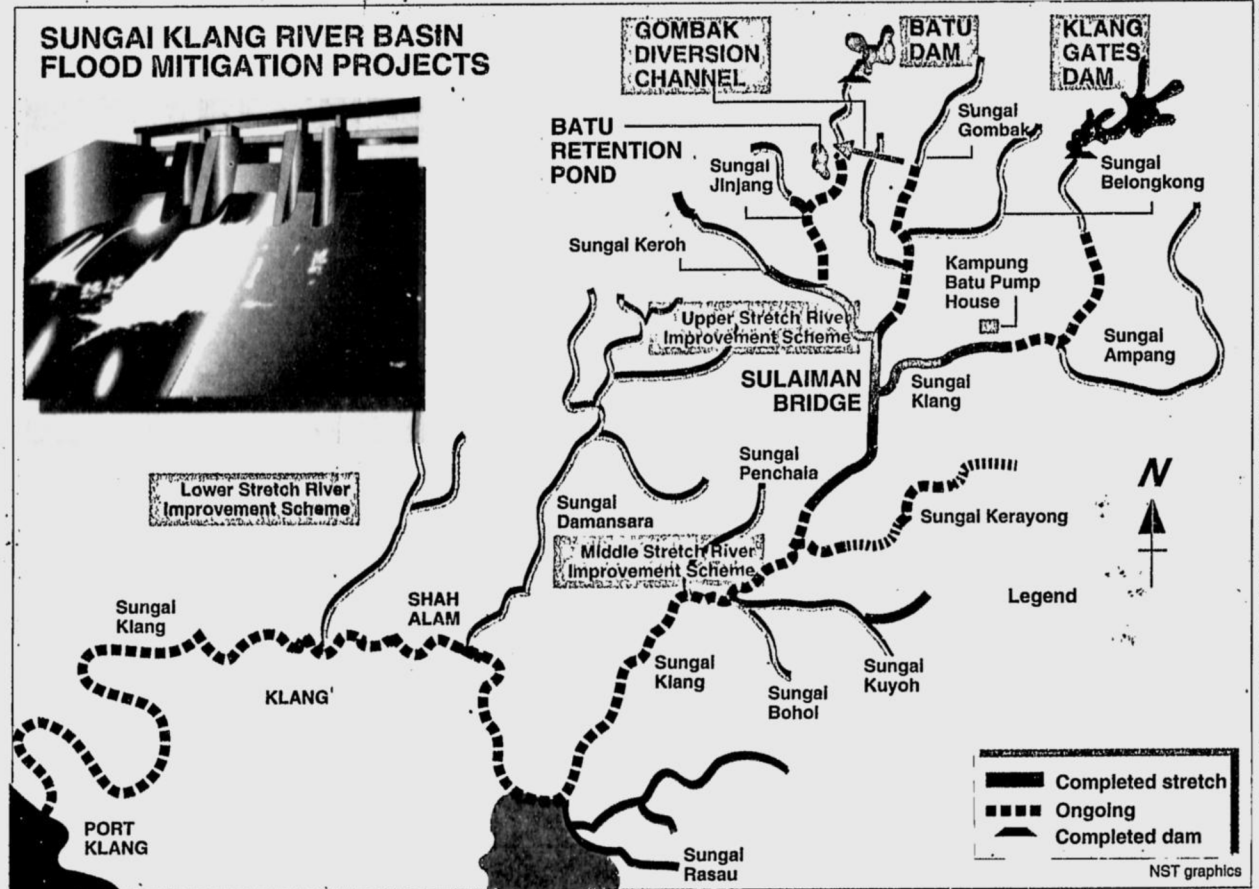 SUNGAI KLANG RIVER BASIN
FLOOD MITIGATION PROJECTS
GOMBAK
DIVERSION
CHANNEL
BATU
DAM
KLANG
GATES
DAM
BATU
RETENTION
POND
Sungai
Gombak
Sungai
Jinjang
Sungai
Belongkong
Sungai Keroh
Kampung
Batu Pump
House
Upper Stretch River
Improvement Scheme
Sungai
Ampang
SULAIMAN
BRIDGE
Sungai
Klang
Sungai
Penchala
Lower Stretch River
Improvement Scheme
Sungai
Damansara
Sungai Kerayong
N
Middle Stretch River
Improvement Scheme
Legend
Sungai
Klang
SHAH
ALAM
KLANG
Sungai
Klang
Sungai
Bohol
Sungai
Kuyoh
Completed stretch
Ongoing
Completed dam
PORT
KLANG
Sungai
Rasau
NST graphics